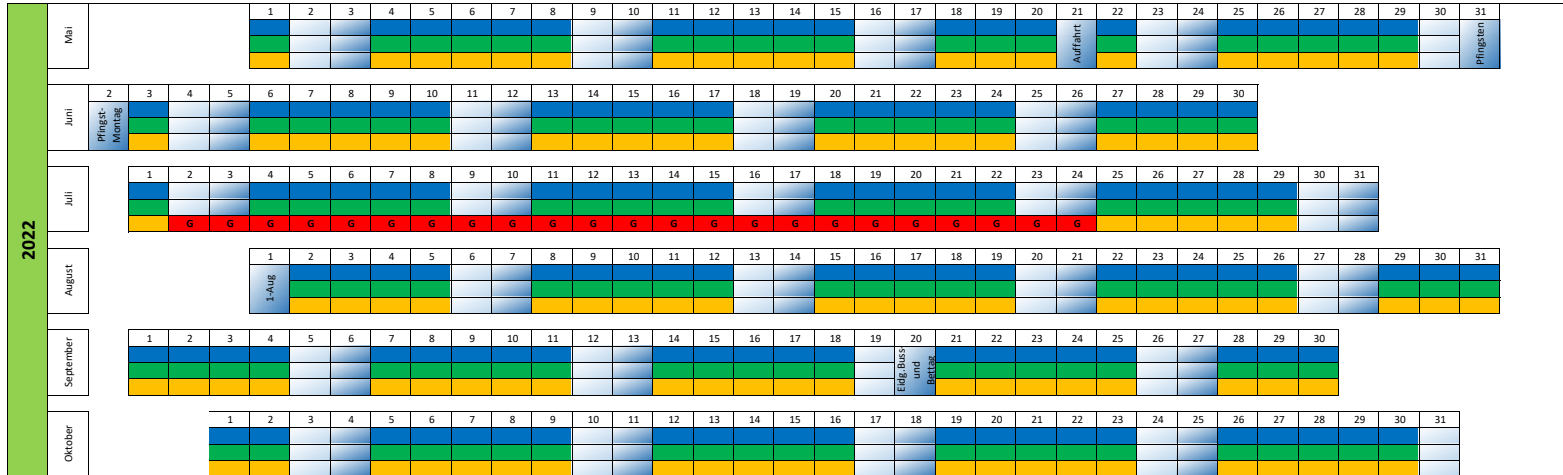 2022
Mai
1 2 3 4 5 6 7 8 9 10 11 12 13 14 15 16 17 18 19 20 21 22 23 24 25 26 27 28 29 30 31
Auffahrt
Pfingsten
Juni
2 3 4 5 6 7 8 9 10 11 12 13 14 15 16 17 18 19 20 21 22 23 24 25 26 27 28 29 30
Pfingst-
Montag
Juli
1 2 3 4 5 6 7 8 9 10 11 12 13 14 15 16 17 18 19 20 21 22 23 24 25 26 27 28 29 30 31
G G G G G G G G G G G G G G G G G G G G G G G
August
1 2 3 4 5 6 7 8 9 10 11 12 13 14 15 16 17 18 19 20 21 22 23 24 25 26 27 28 29 30 31
1-Aug
September
1 2 3 4 5 6 7 8 9 10 11 12 13 14 15 16 17 18 19 20 21 22 23 24 25 26 27 28 29 30
Eidg.Buss-
und
Bettag
Oktober
1 2 3 4 5 6 7 8 9 10 11 12 13 14 15 16 17 18 19 20 21 22 23 24 25 26 27 28 29 30 31